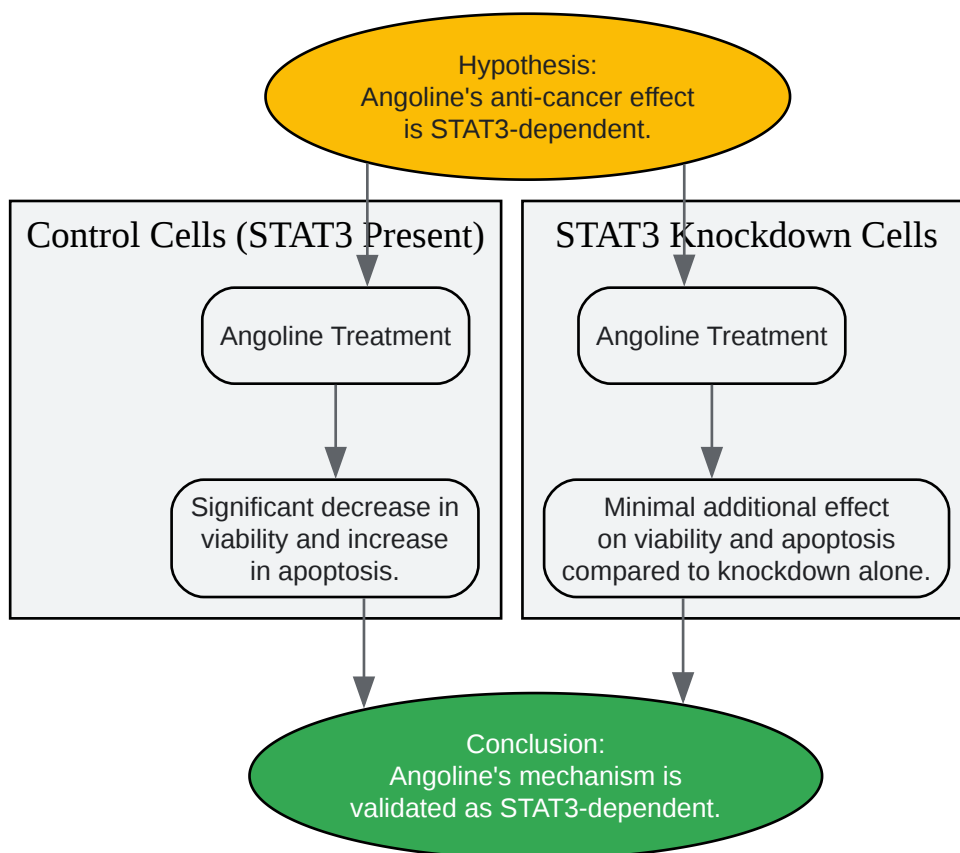 Hypothesis:
Angoline's anti-cancer effect
is STAT3-dependent.
Control Cells (STAT3 Present)
Angoline Treatment
Significant decrease in
viability and increase
in apoptosis.
STAT3 Knockdown Cells
Angoline Treatment
Minimal additional effect
on viability and apoptosis
compared to knockdown alone.
Conclusion:
Angoline's mechanism is
validated as STAT3-dependent.